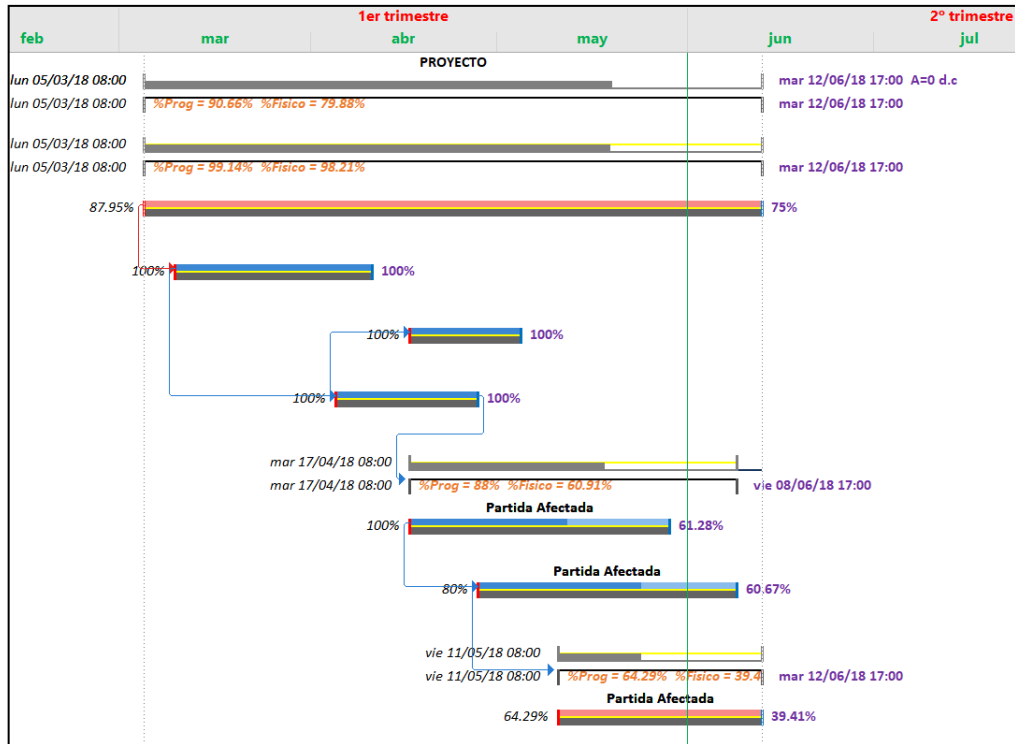 1er trimestre 2º trimestre
feb mar abr may jun jul
PROYECTO
lun 05/03/18 08:00 mar 12/06/18 17:00 A=0 d.c
lun 05/03/18 08:00 %Prog = 90.66% %Fisico = 79.88% mar 12/06/18 17:00
lun 05/03/18 08:00
lun 05/03/18 08:00 %Prog = 99.14% %Fisico = 98.21% mar 12/06/18 17:00
87.95% 75%
100% 100%
100% 100%
100% 100%
mar 17/04/18 08:00
mar 17/04/18 08:00 %Prog = 88% %Fisico = 60.91% vie 08/06/18 17:00
Partida Afectada
100% 61.28%
Partida Afectada
80% 60.67%
vie 11/05/18 08:00
vie 11/05/18 08:00 %Prog = 64.29% %Fisico = 39.4 mar 12/06/18 17:00
Partida Afectada
64.29% 39.41%